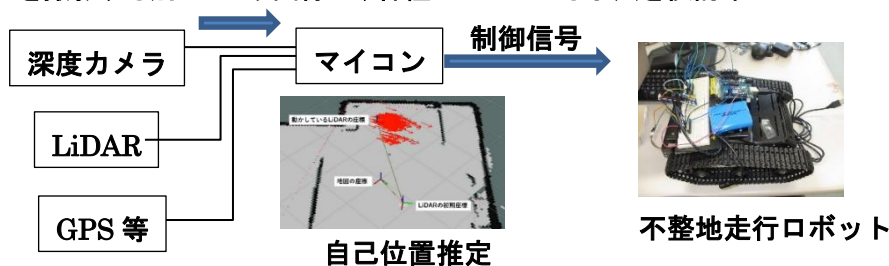 深度カメラ
マイコン
制御信号
LiDAR
GPS 等
動かしているLiDARの座標
地図の座標
LiDARの初期座標
自己位置推定
不整地走行ロボット